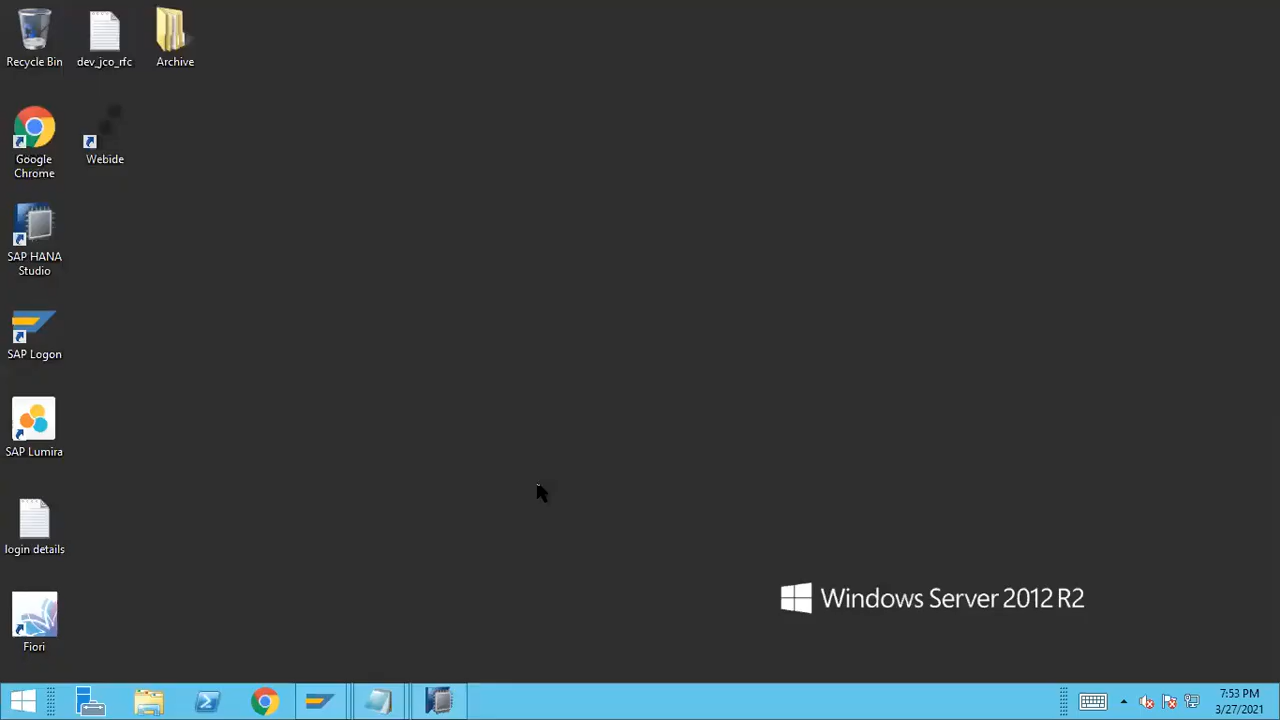 Recycle Bin
dev_jco_rfc
Archive
Google
Chrome
Webide
SAP HANA
Studio
SAP Logon
SAP Lumira
login details
Fiori
Windows Server 2012 R2
7:53 PM
3/27/2021